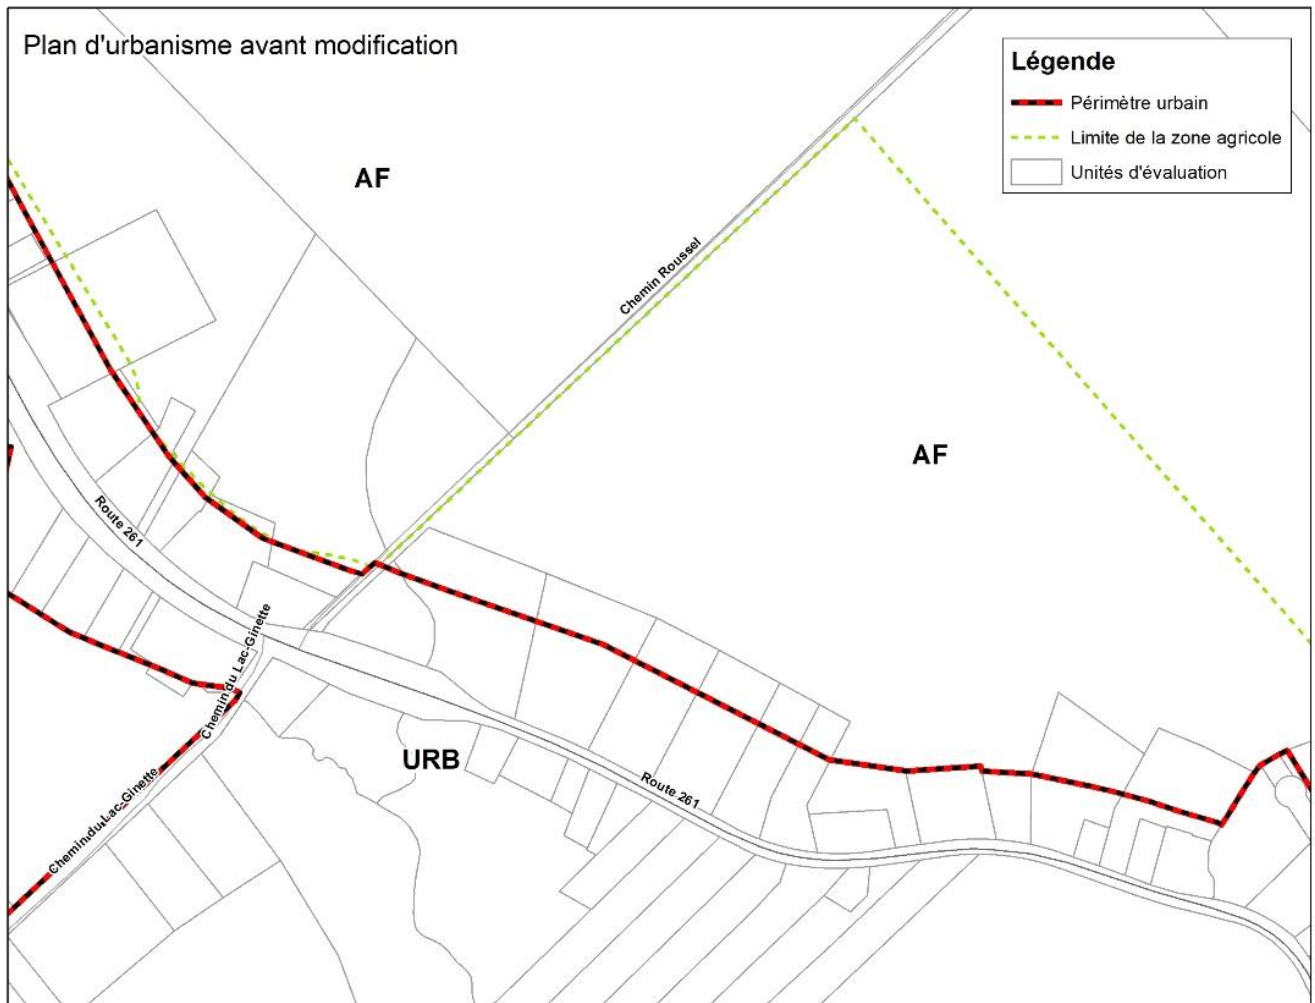 Plan d'urbanisme avant modification
Légende
Périmètre urbain
Limite de la zone agricole
Unités d'évaluation
AF
Chemin Roussel
AF
Route 261
Chemin du Lac-Ginette
URB
Route 261
Chemin du Lac-Ginette